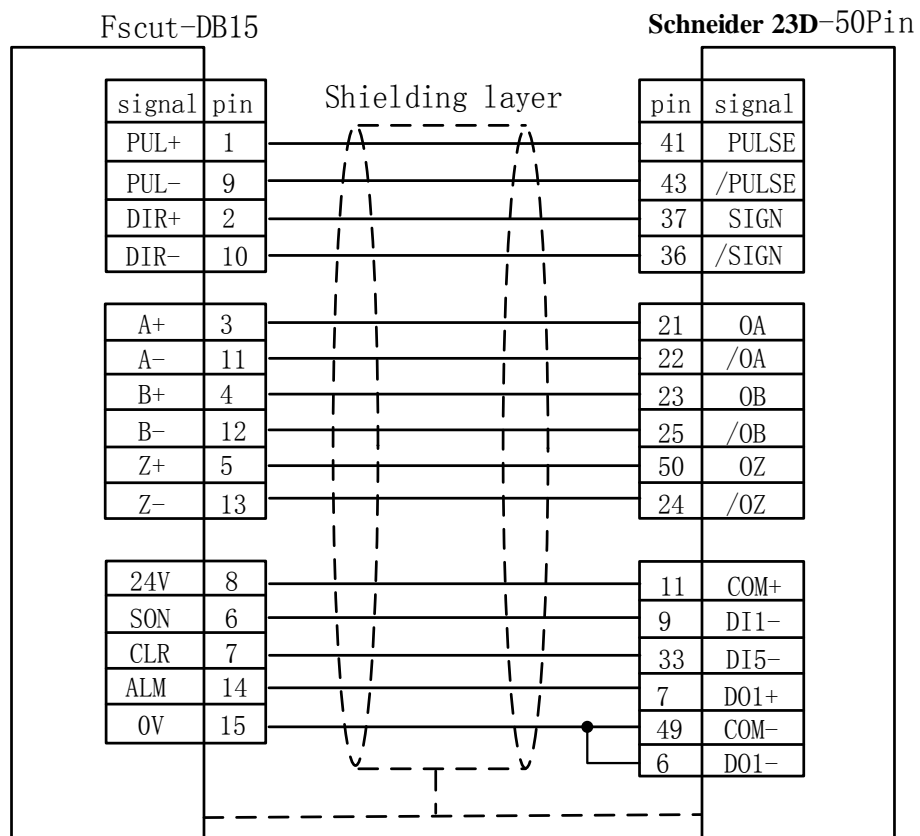 Fscut-DB15 Schneider 23D-50Pin
Shielding layer
signal pin pin signal
PUL+ 1 41 PULSE
PUL- 9 43 /PULSE
DIR+ 2 37 SIGN
DIR- 10 36 /SIGN
A+ 3 21 OA
A- 11 22 /OA
B+ 4 23 OB
B- 12 25 /OB
Z+ 5 50 OZ
Z- 13 24 /OZ
24V 8 11 COM+
SON 6 9 DI1-
CLR 7 33 DI5-
ALM 14 7 DO1+
0V 15 49 COM-
6 DO1-